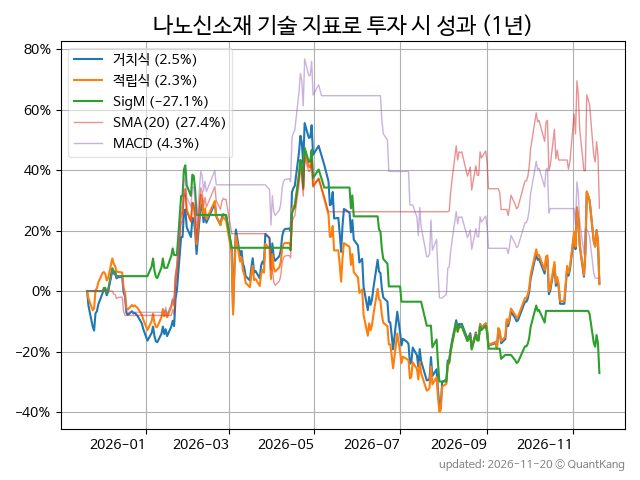 나노신소재 기술 지표로 투자 시 성과 (1년)
80%
60%
40%
20%
0%
−20%
−40%
거치식 (2.5%)
적립식 (2.3%)
SigM (−27.1%)
SMA(20) (27.4%)
MACD (4.3%)
2026-01
2026-03
2026-05
2026-07
2026-09
2026-11
updated: 2026-11-20 © QuantKang